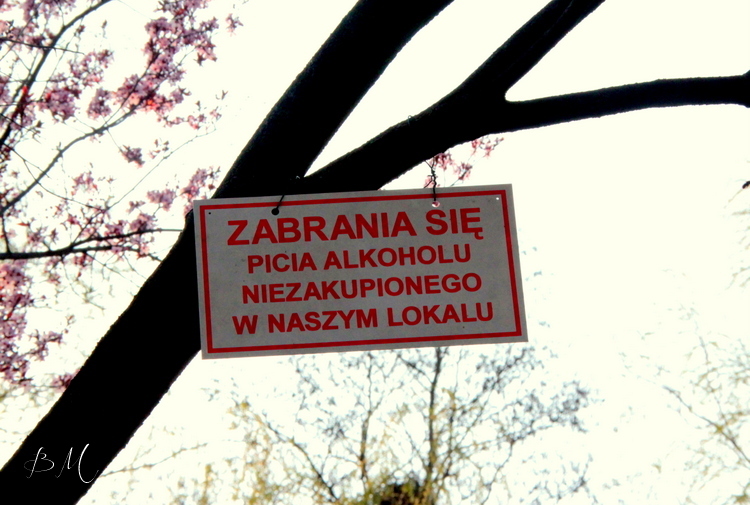 ZABRANIA SIĘ
PICIA ALKOHOLU
NIEZAKUPIONEGO
W NASZYM LOKALU
BM